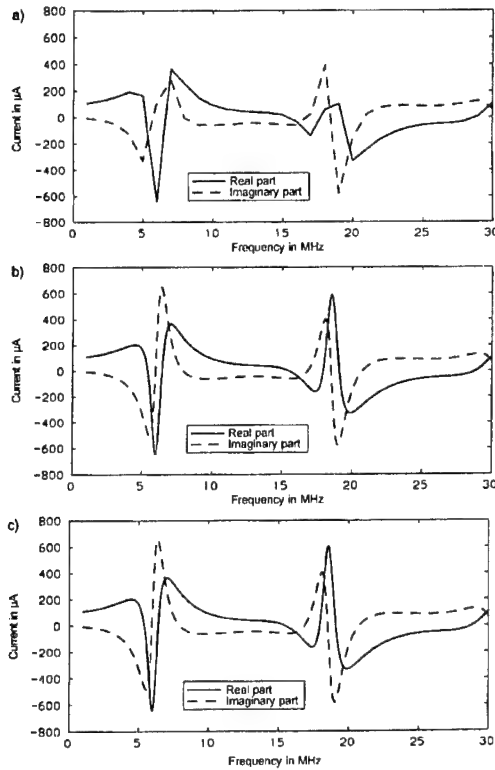 a)
800
600
400
200
0
-200
-400
-600
-800
Current in µA
Real part
Imaginary part
0 5 10 15 20 25 30
Frequency in MHz
b)
800
600
400
200
0
-200
-400
-600
-800
Current in µA
Real part
Imaginary part
0 5 10 15 20 25 30
Frequency in MHz
c)
800
600
400
200
0
-200
-400
-600
-800
Current in µA
Real part
Imaginary part
0 5 10 15 20 25 30
Frequency in MHz